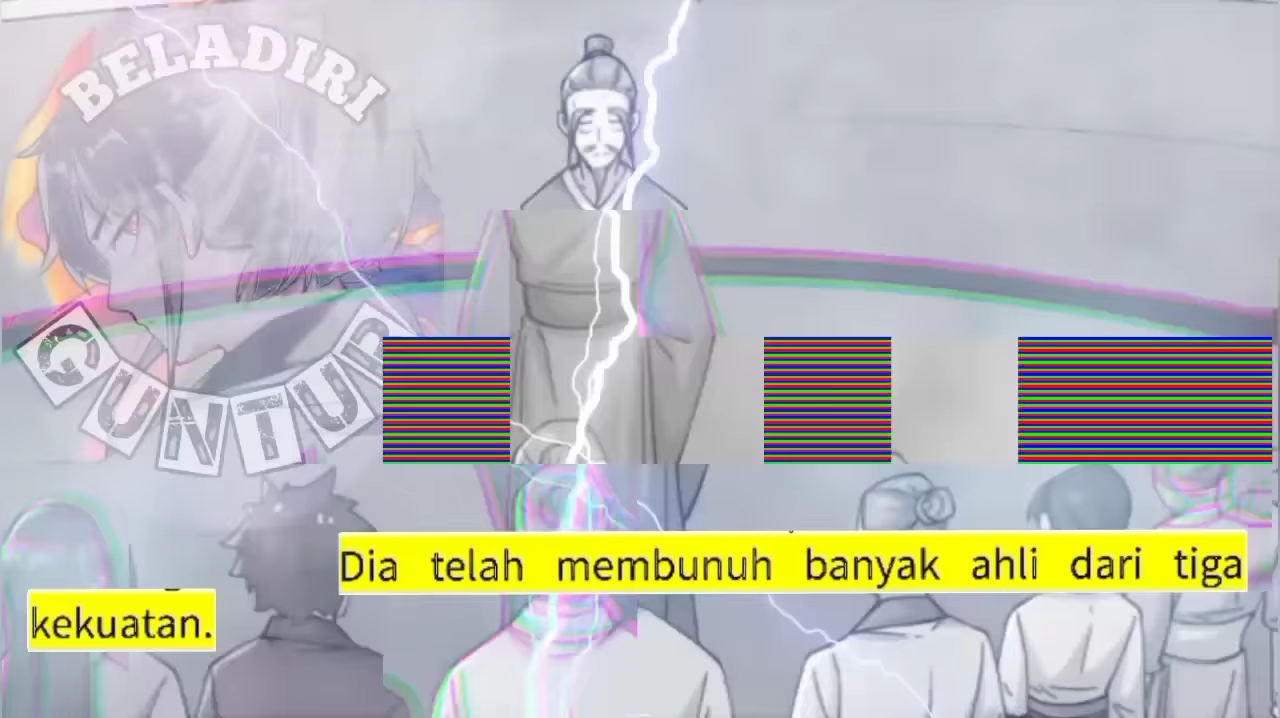 BELADIRI
GUNTUR
Dia telah membunuh banyak ahli dari tiga
kekuatan.